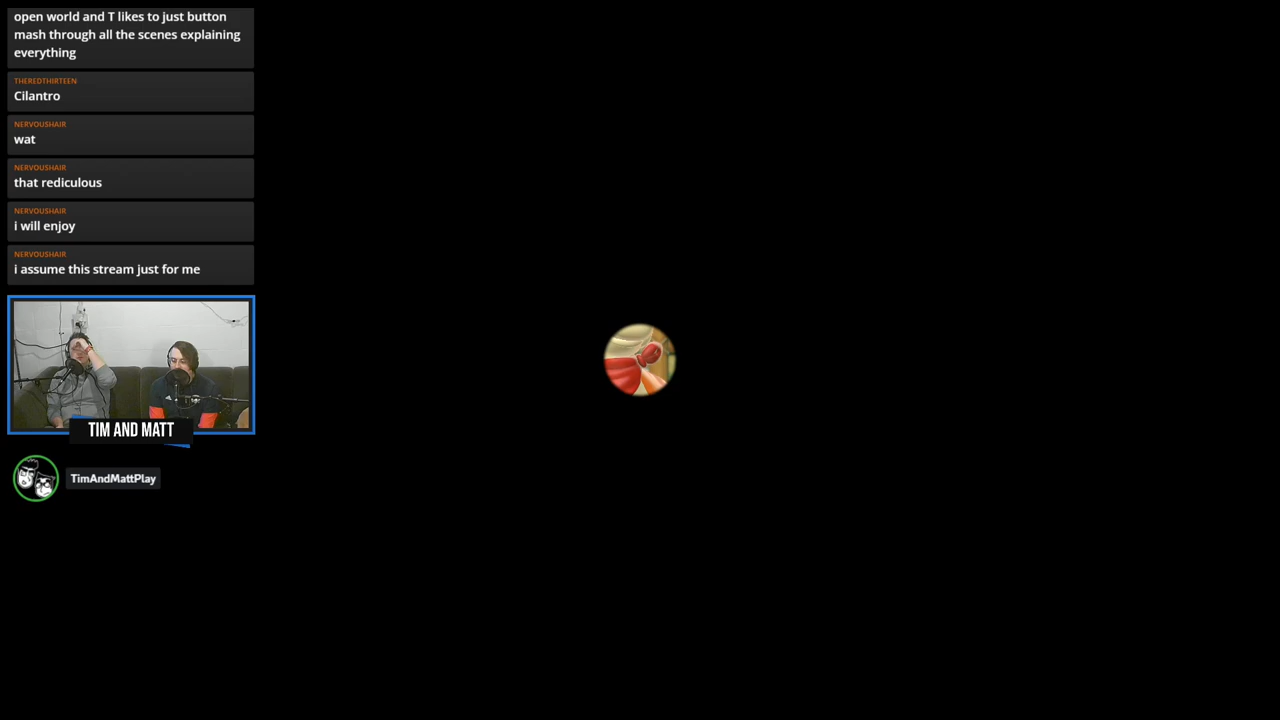 open world and T likes to just button
mash through all the scenes explaining
everything
THEREDTHIRTEEN
Cilantro
NERVOUSHAIR
wat
NERVOUSHAIR
that rediculous
NERVOUSHAIR
i will enjoy
NERVOUSHAIR
i assume this stream just for me
TIM AND MATT
TimAndMattPlay